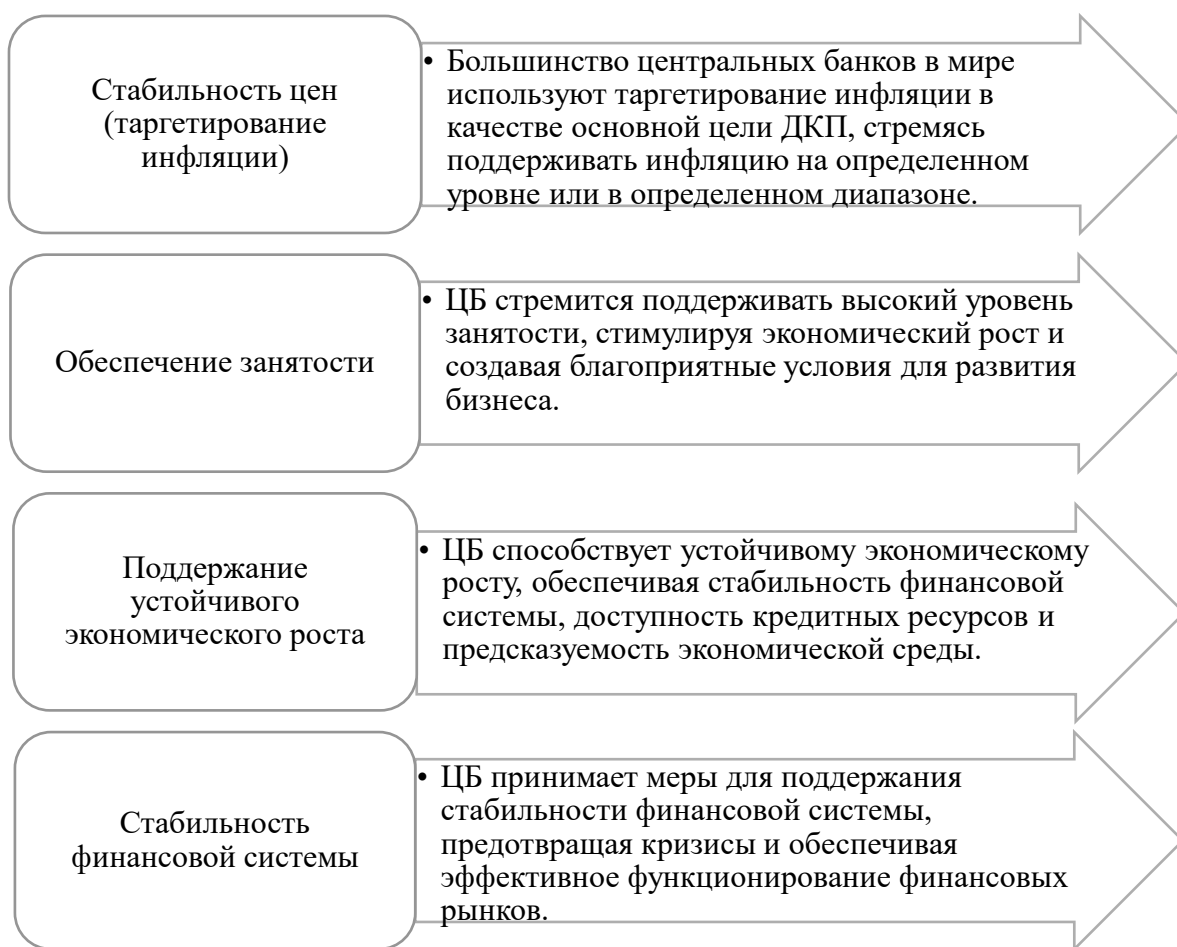 Стабильность цен
(таргетирование
инфляции)
• Большинство центральных банков в мире
используют таргетирование инфляции в
качестве основной цели ДКП, стремясь
поддерживать инфляцию на определенном
уровне или в определенном диапазоне.
Обеспечение занятости
• ЦБ стремится поддерживать высокий уровень
занятости, стимулируя экономический рост и
создавая благоприятные условия для развития
бизнеса.
Поддержание
устойчивого
экономического роста
• ЦБ способствует устойчивому экономическому
росту, обеспечивая стабильность финансовой
системы, доступность кредитных ресурсов и
предсказуемость экономической среды.
Стабильность
финансовой системы
• ЦБ принимает меры для поддержания
стабильности финансовой системы,
предотвращая кризисы и обеспечивая
эффективное функционирование финансовых
рынков.